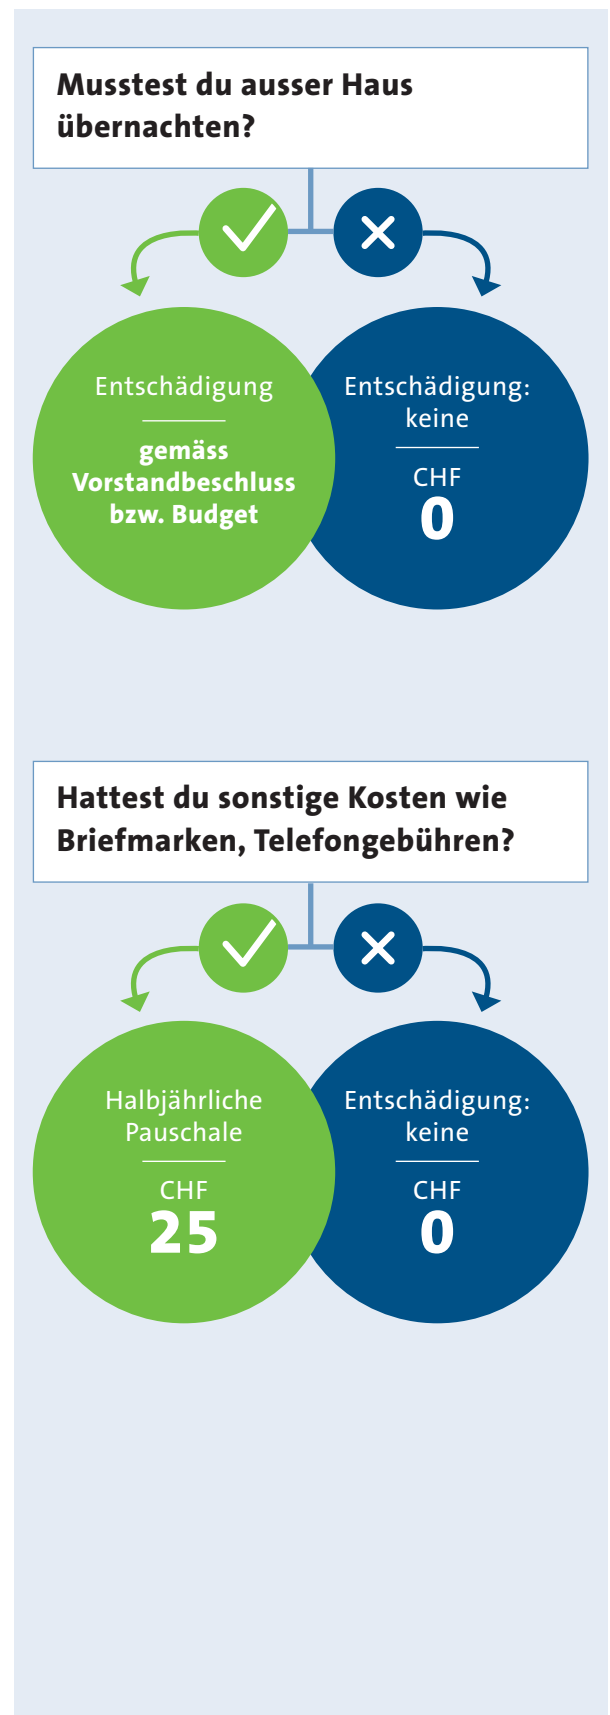 Musstest du ausser Haus
übernachten?
Entschädigung
gemäss
Vorstandbeschluss
bzw. Budget
Entschädigung:
keine
CHF
0
Hattest du sonstige Kosten wie
Briefmarken, Telefongebühren?
Halbjährliche
Pauschale
CHF
25
Entschädigung:
keine
CHF
0